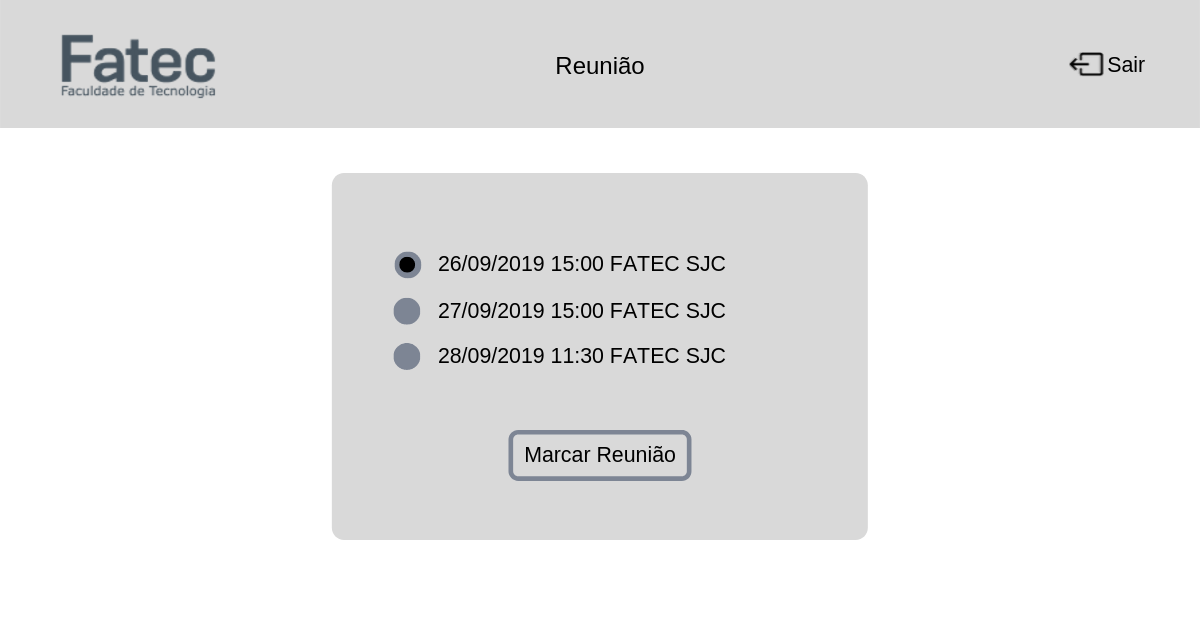 Fatec
Faculdade de Tecnologia
Reunião
Sair
26/09/2019 15:00 FATEC SJC
27/09/2019 15:00 FATEC SJC
28/09/2019 11:30 FATEC SJC
Marcar Reunião